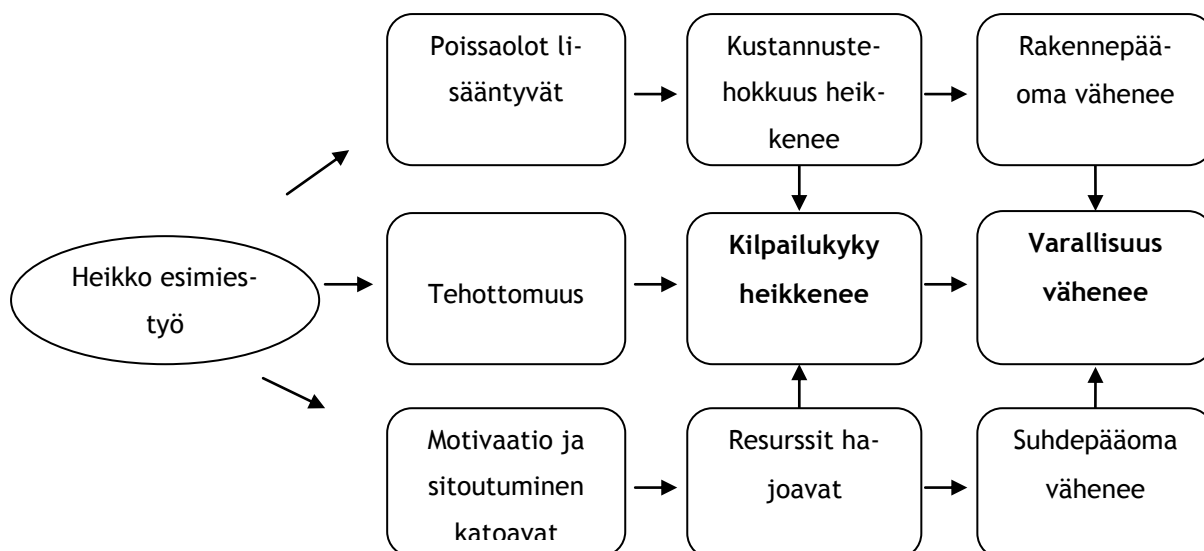 Poissaolot li-
sääntyvät
Kustannuste-
hokkuus heik-
kenee
Rakennepää-
oma vähenee
Heikko esimies-
työ
Tehottomuus
Kilpailukyky
heikkenee
Varallisuus
vähenee
Motivaatio ja
sitoutuminen
katoavat
Resurssit ha-
joavat
Suhdepääoma
vähenee